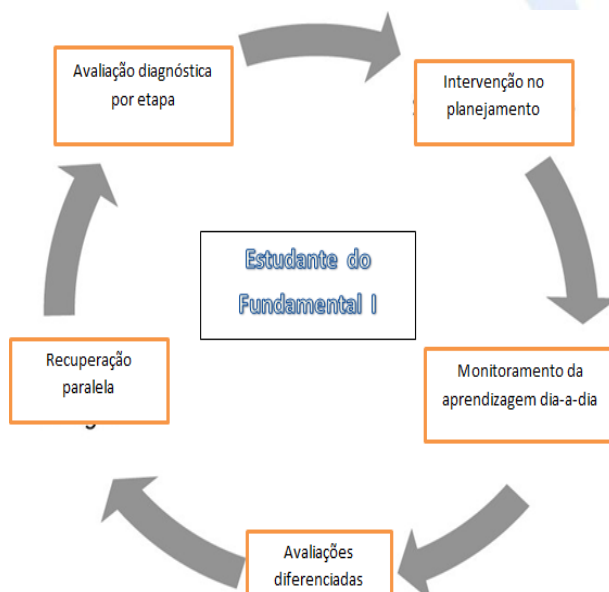 Avaliação diagnóstica
por etapa
Intervenção no
planejamento
Estudante do
Fundamental I
Recuperação
paralela
Monitoramento da
aprendizagem dia-a-dia
Avaliações
diferenciadas